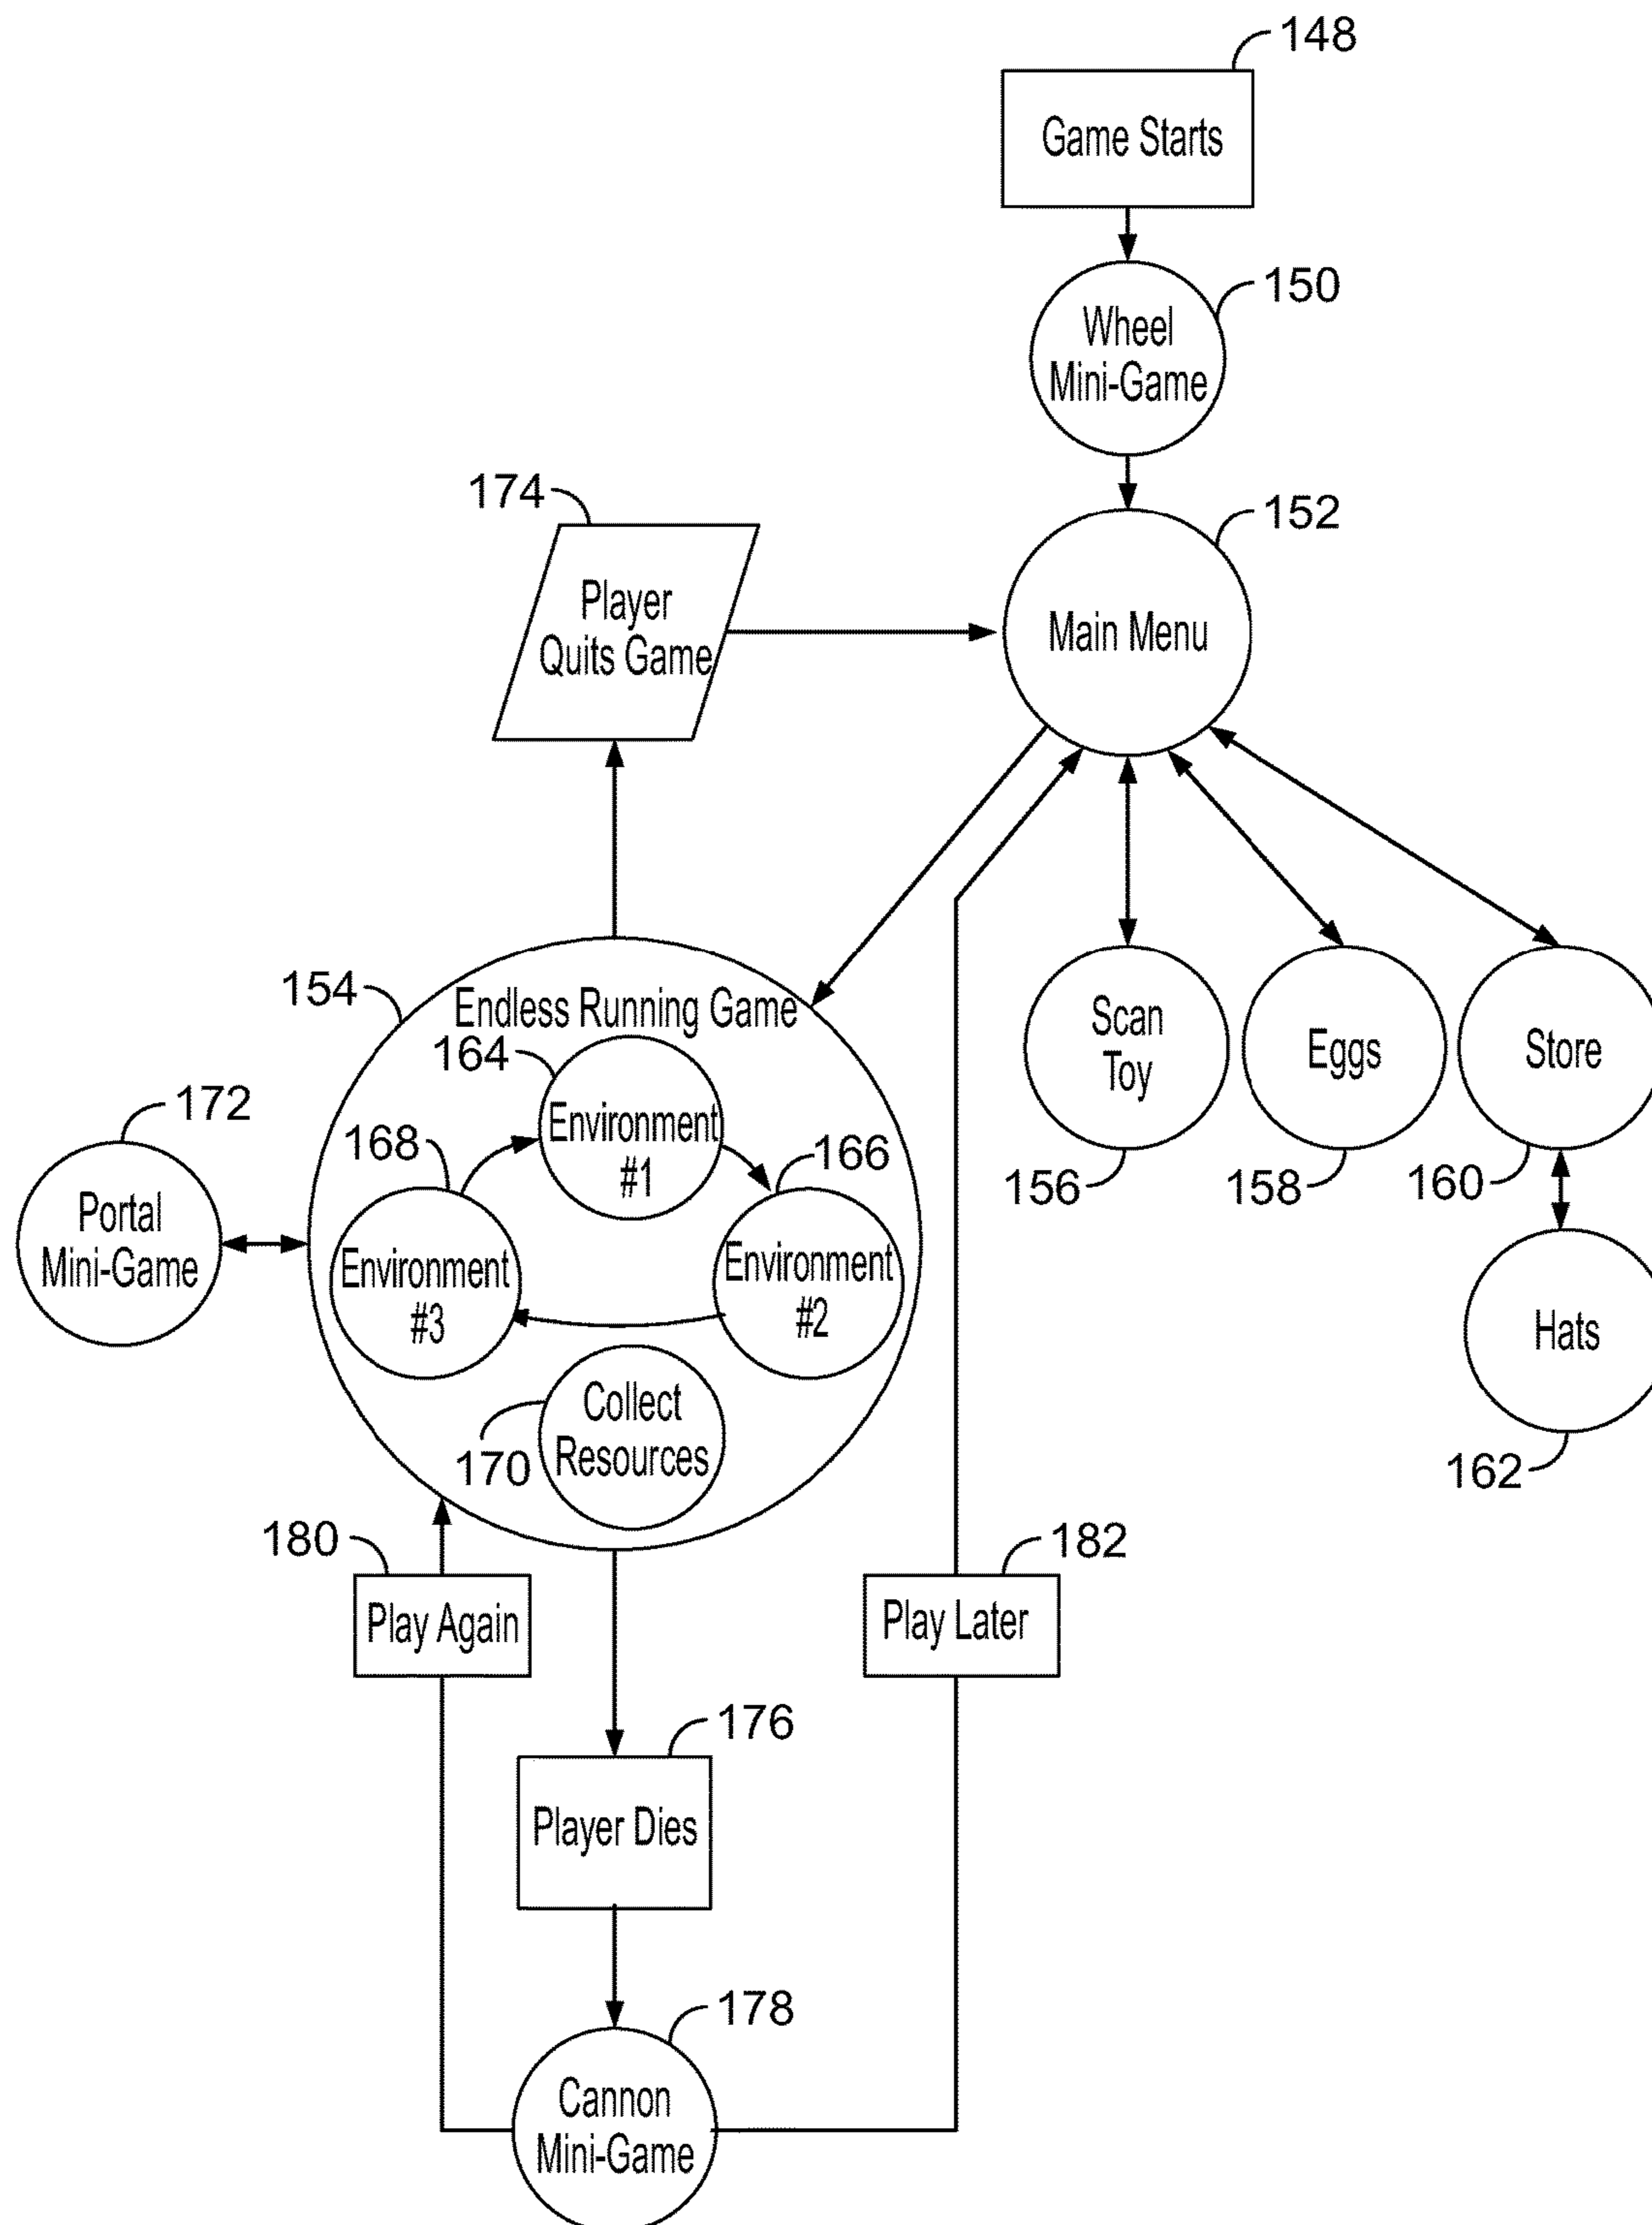 148
Game Starts
150
Wheel
Mini-Game
174
152
Player
Quits Game
Main Menu
154
Endless Running Game
164
Environment
#1
172
168
166
Portal
Mini-Game
Environment
#3
Environment
#2
Scan
Toy
Eggs
Store
156
158
160
Hats
162
Collect
Resources
170
180
Play Again
182
Play Later
176
Player Dies
178
Cannon
Mini-Game